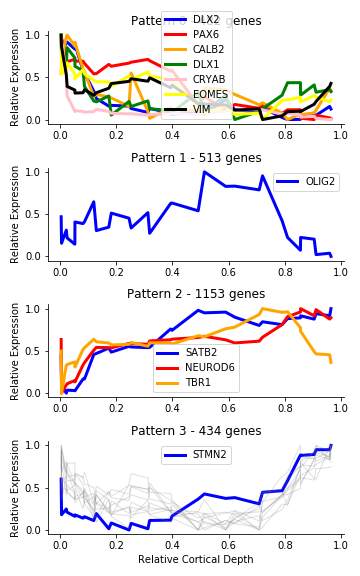 Pattern genes
DLX2
PAX6
CALB2
DLX1
CRYAB
EOMES
VIM
Relative Expression
1.0
0.5
0.0
0.0 0.2 0.4 0.6 0.8 1.0
Pattern 1 - 513 genes
OLIG2
Relative Expression
1.0
0.5
0.0
0.0 0.2 0.4 0.6 0.8 1.0
Pattern 2 - 1153 genes
SATB2
NEUROD6
TBR1
Relative Expression
1.0
0.5
0.0
0.0 0.2 0.4 0.6 0.8 1.0
Pattern 3 - 434 genes
STMN2
Relative Expression
1.0
0.5
0.0
0.0 0.2 0.4 0.6 0.8 1.0
Relative Cortical Depth